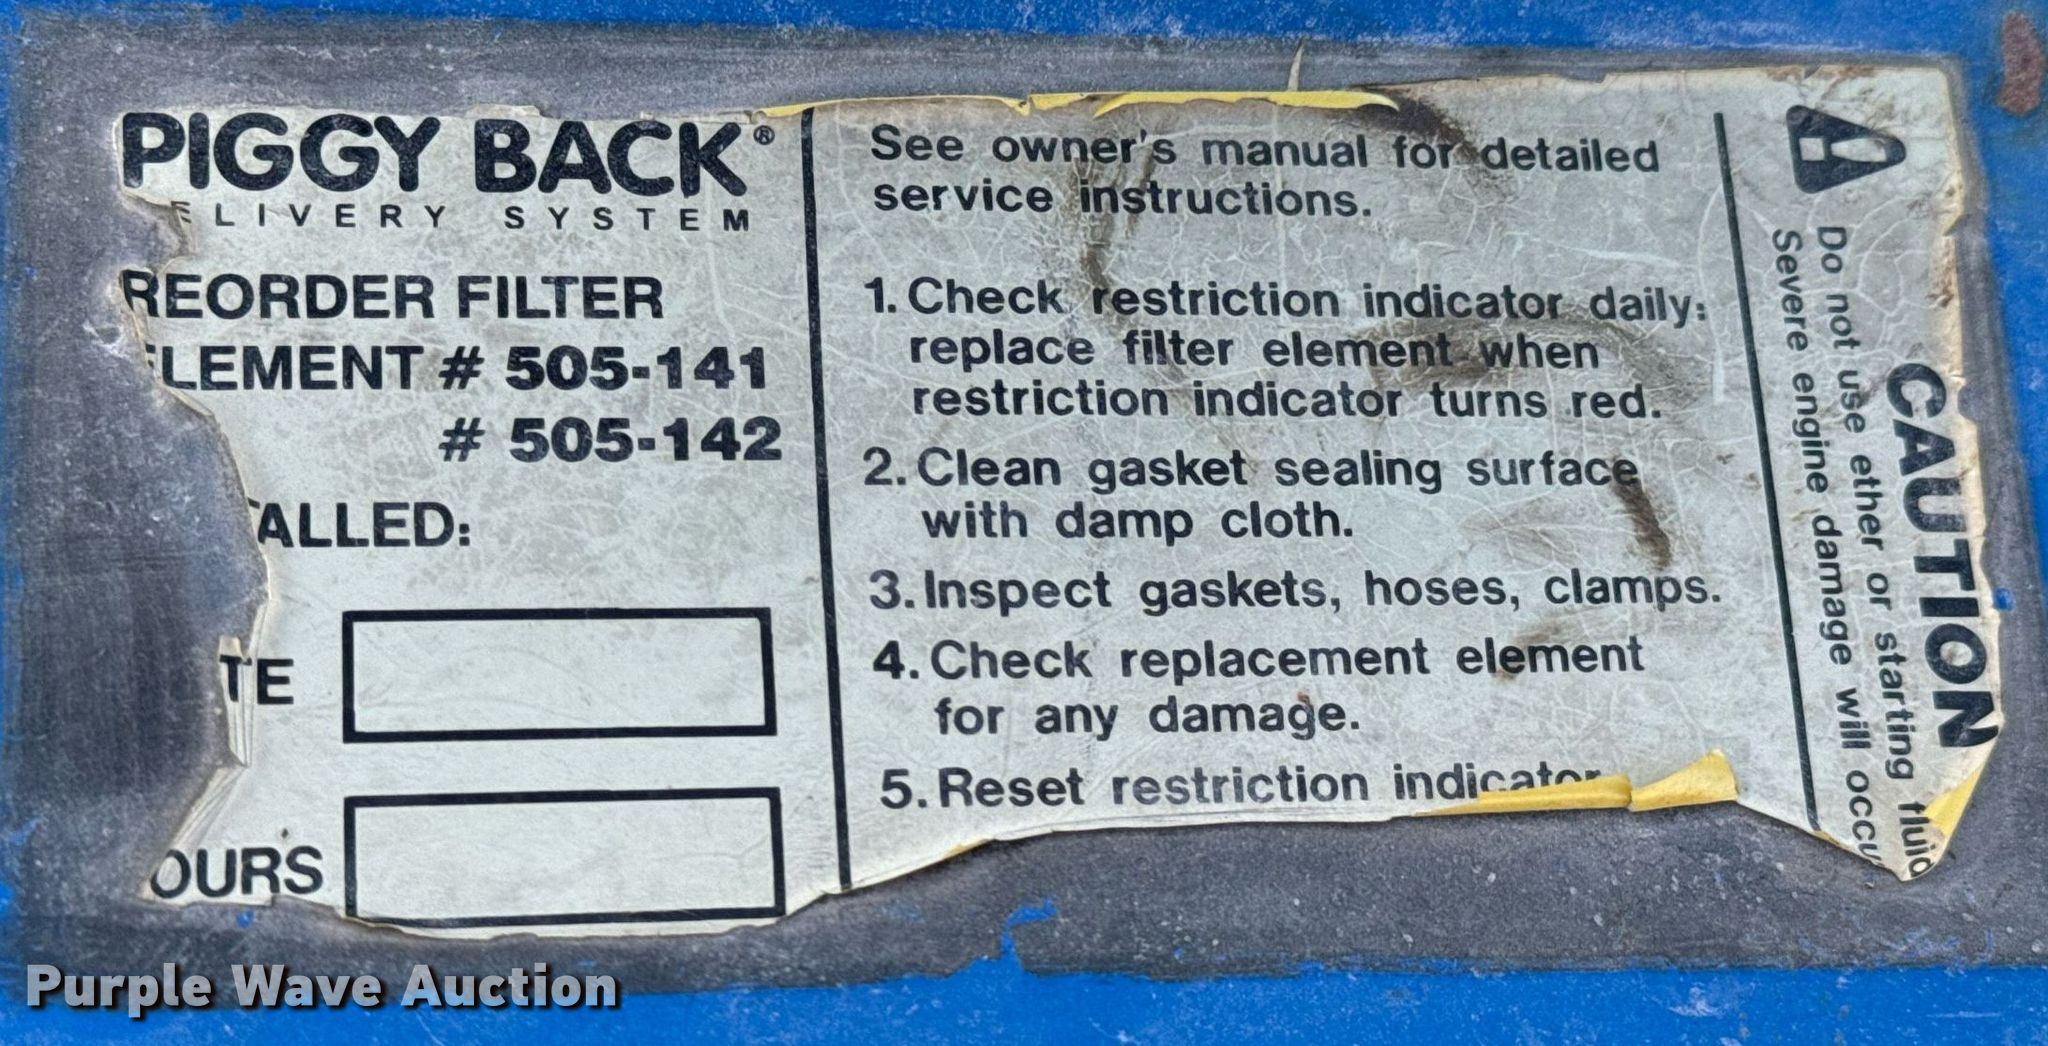 PIGGY BACK®
ELIVERY SYSTEM
REORDER FILTER
ELEMENT # 505-141
# 505-142
TALLED:
TE
OURS
See owner's manual for detailed
service instructions.
1. Check restriction indicator daily:
replace filter element when
restriction indicator turns red.
2. Clean gasket sealing surface
with damp cloth.
3. Inspect gaskets, hoses, clamps.
4. Check replacement element
for any damage.
5. Reset restriction indicator
CAUTION
Do not use ether or starting fluid
Severe engine damage will occu
Purple Wave Auction